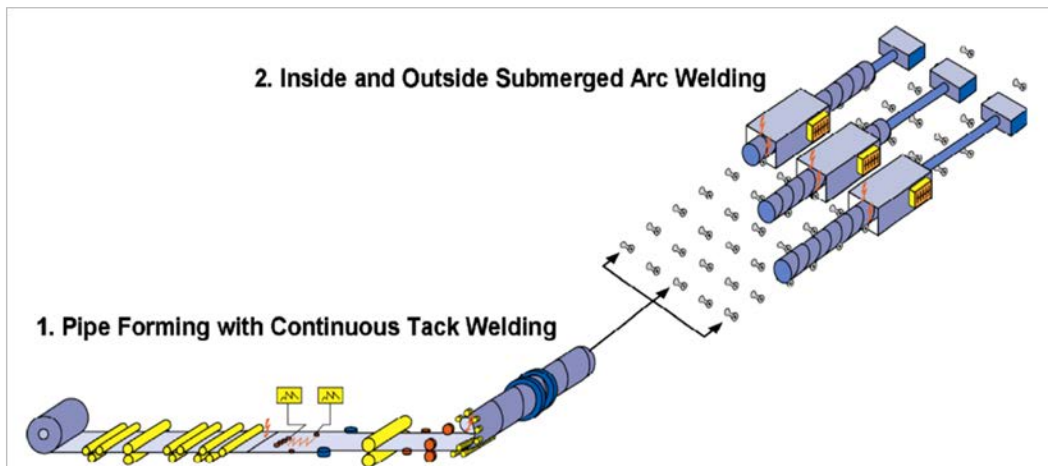 2. Inside and Outside Submerged Arc Welding
1. Pipe Forming with Continuous Tack Welding